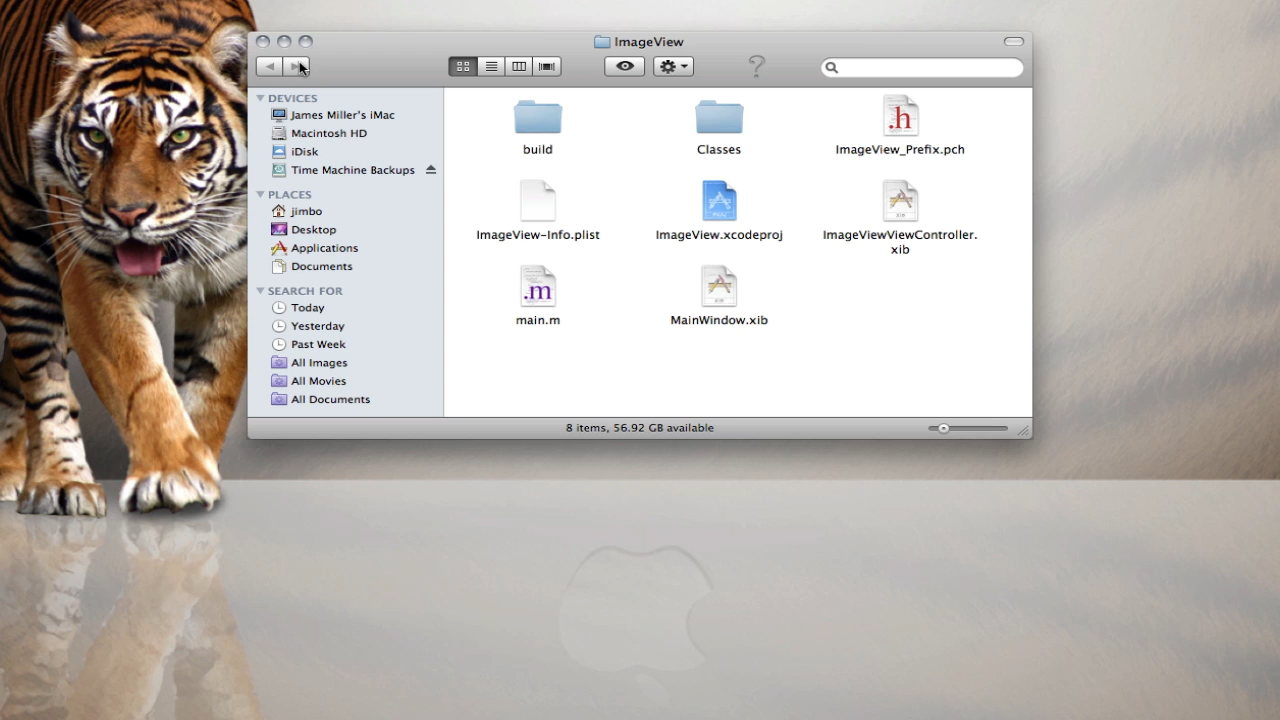 ImageView
DEVICES
James Miller's iMac
Macintosh HD
iDisk
Time Machine Backups
PLACES
jimbo
Desktop
Applications
Documents
SEARCH FOR
Today
Yesterday
Past Week
All Images
All Movies
All Documents
.h
build
Classes
ImageView_Prefix.pch
ImageView-Info.plist
ImageView.xcodeproj
ImageViewViewController.
xib
.m
main.m
MainWindow.xib
8 items, 56.92 GB available